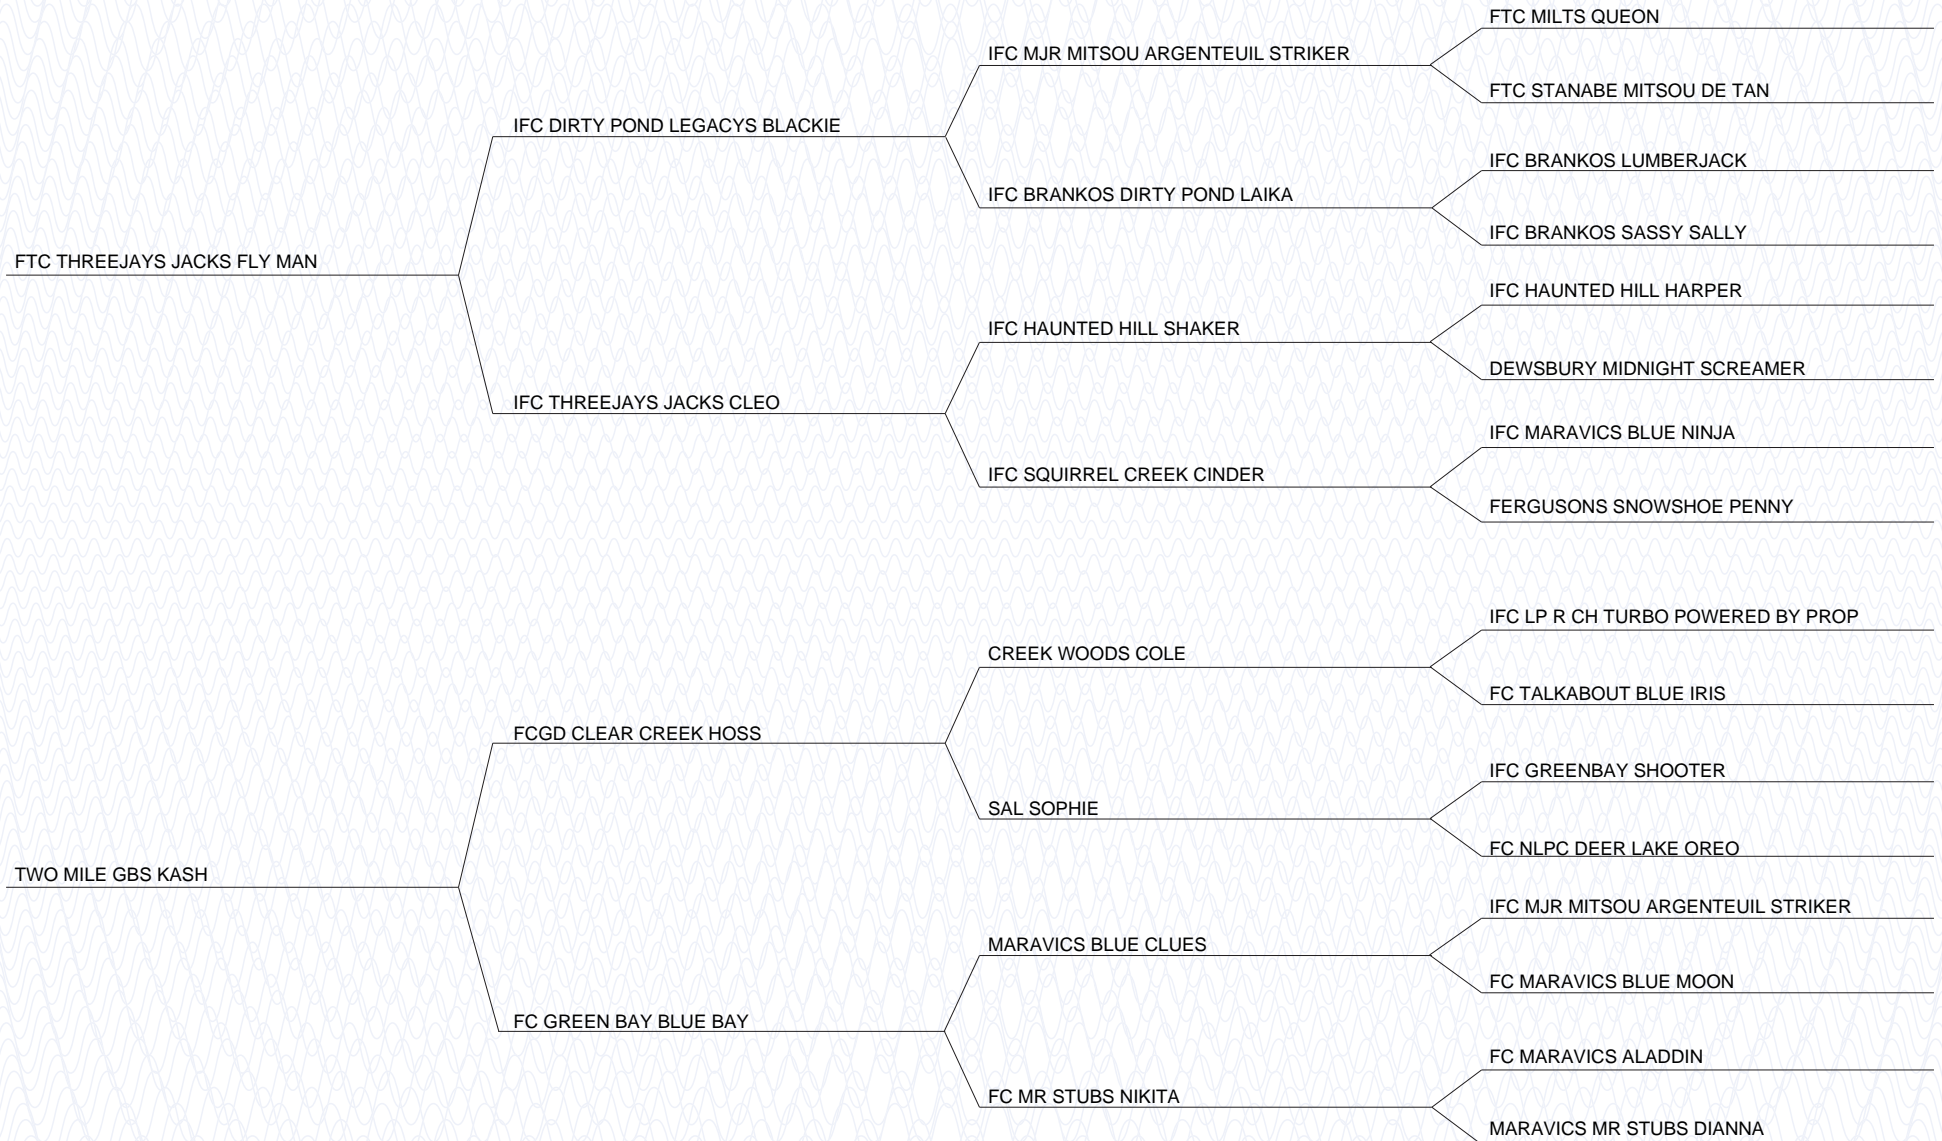 FTC MILTS QUEON
IFC MJR MITSOU ARGENTEUIL STRIKER
FTC STANABE MITSOU DE TAN
IFC DIRTY POND LEGACYS BLACKIE
IFC BRANKOS LUMBERJACK
IFC BRANKOS DIRTY POND LAIKA
IFC BRANKOS SASSY SALLY
FTC THREEJAYS JACKS FLY MAN
IFC HAUNTED HILL HARPER
IFC HAUNTED HILL SHAKER
DEWSBURY MIDNIGHT SCREAMER
IFC THREEJAYS JACKS CLEO
IFC MARAVICS BLUE NINJA
IFC SQUIRREL CREEK CINDER
FERGUSONS SNOWSHOE PENNY
IFC LP R CH TURBO POWERED BY PROP
CREEK WOODS COLE
FC TALKABOUT BLUE IRIS
FCGD CLEAR CREEK HOSS
IFC GREENBAY SHOOTER
SAL SOPHIE
FC NLPC DEER LAKE OREO
TWO MILE GBS KASH
IFC MJR MITSOU ARGENTEUIL STRIKER
MARAVICS BLUE CLUES
FC MARAVICS BLUE MOON
FC GREEN BAY BLUE BAY
FC MARAVICS ALADDIN
FC MR STUBS NIKITA
MARAVICS MR STUBS DIANNA